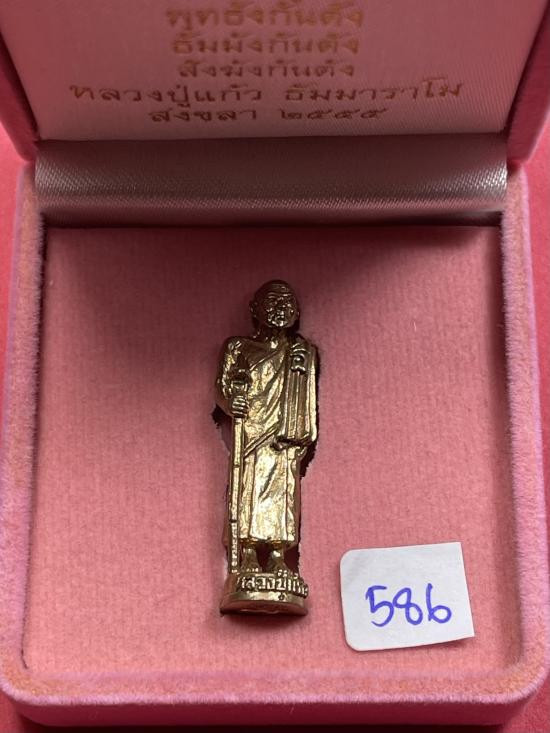 พุทธังกันตัง
ธัมมังกันตัง
สังฆังกันตัง
หลวงปู่แก้ว ธัมมาราโม
สงขลา ๒๕๕๕
หลวงปู่แก้ว
586